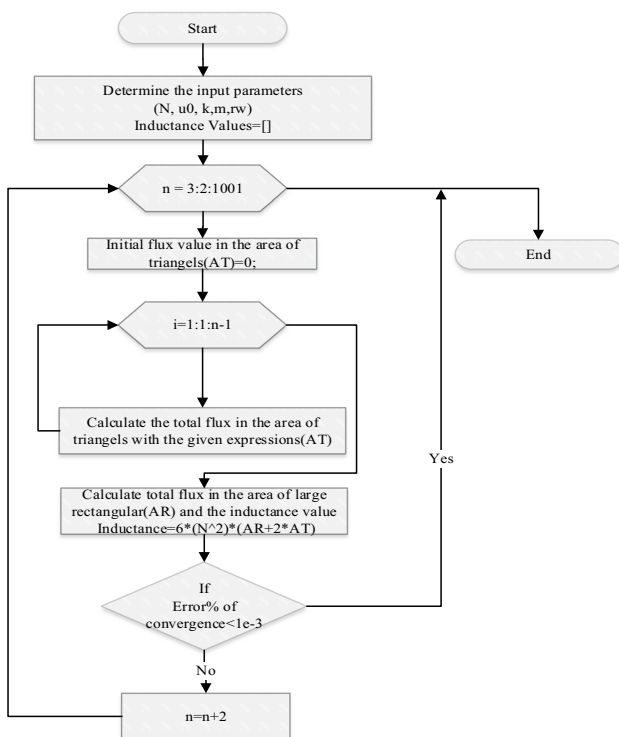 Start
Determine the input parameters
(N, u0, k,m,rw)
Inductance Values=[]
n = 3:2:1001
Initial flux value in the area of
triangels(AT)=0;
End
i=1:1:n-1
Calculate the total flux in the area of
triangels with the given expressions(AT)
Yes
Calculate total flux in the area of large
rectangular(AR) and the inductance value
Inductance=6*(N^2)*(AR+2*AT)
If
Error% of
convergence<1e-3
No
n=n+2